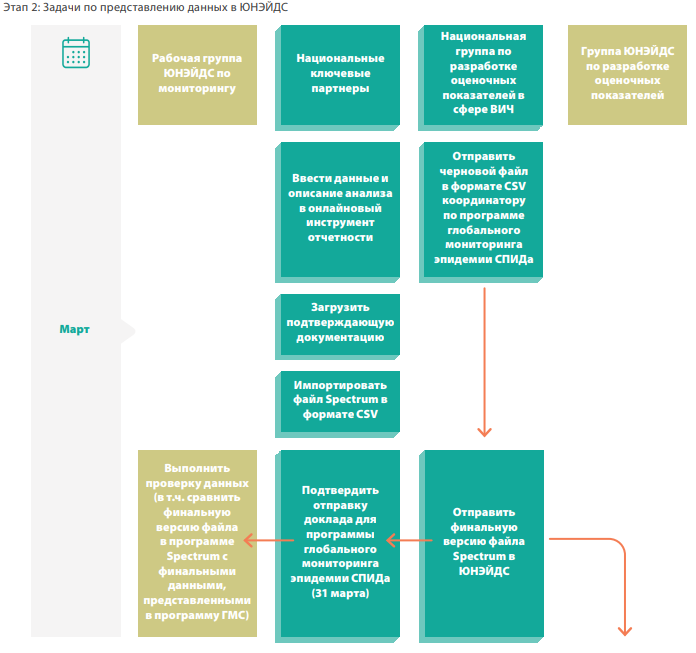 Этап 2: Задачи по представлению данных в ЮНЭЙДС
Рабочая группа
ЮНЭЙДС по
мониторингу
Национальные
ключевые
партнеры
Национальная
группа по
разработке
оценочных
показателей в
сфере ВИЧ
Группа ЮНЭЙДС
по разработке
оценочных
показателей
Март
Ввести данные и
описание анализа
в онлайновый
инструмент
отчетности
Отправить
черновой файл
в формате CSV
координатору
по программе
глобального
мониторинга
эпидемии СПИДа
Загрузить
подтверждающую
документацию
Импортировать
файл Spectrum в
формате CSV
Выполнить
проверку данных
(в т.ч. сравнить
финальную
версию файла
в программе
Spectrum с
финальными
данными,
представленными
в программу ГМС)
Подтвердить
отправку
доклада для
программы
глобального
мониторинга
эпидемии СПИДа
(31 марта)
Отправить
финальную
версию файла
Spectrum в
ЮНЭЙДС